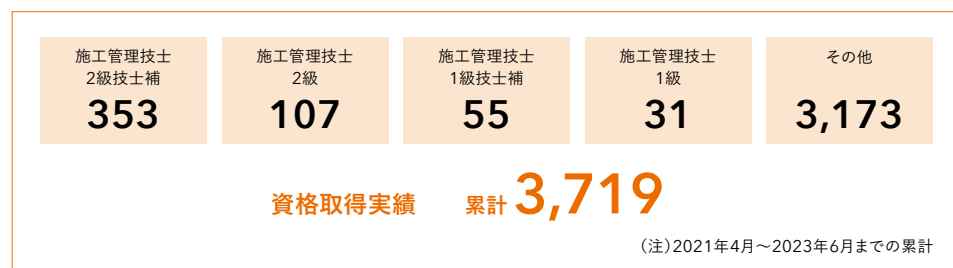 施工管理技士
2級技士補
353
施工管理技士
2級
107
施工管理技士
1級技士補
55
施工管理技士
1級
31
その他
3,173
資格取得実績 累計 3,719
（注）2021年4月～2023年6月までの累計